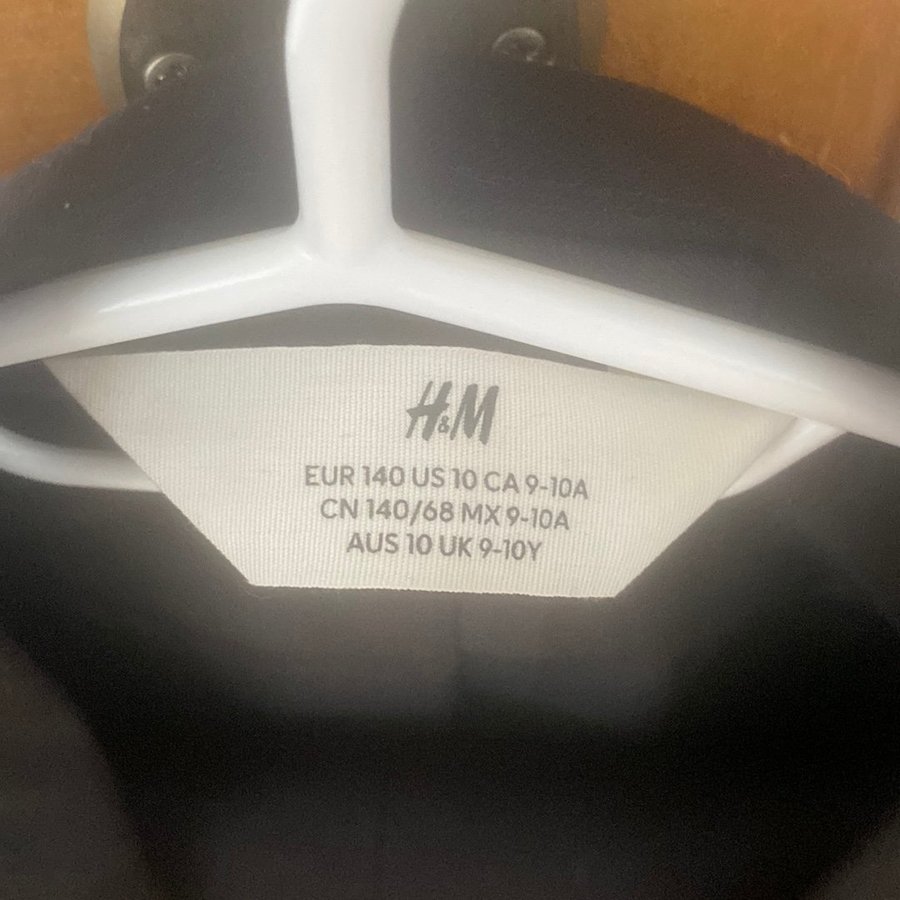 H&M
EUR 140 US 10 CA 9-10A
CN 140/68 MX 9-10A
AUS 10 UK 9-10Y